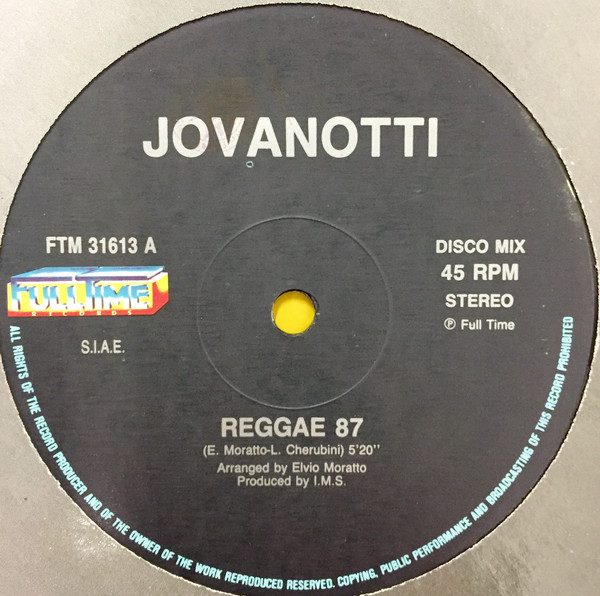 JOVANOTTI
FTM 31613 A
FULLTIME
RECORDS
S.I.A.E.
DISCO MIX
45 RPM
STEREO
℗ Full Time
REGGAE 87
(E. Moratto-L. Cherubini) 5'20''
Arranged by Elvio Moratto
Produced by I.M.S.
ALL RIGHTS OF THE RECORD PRODUCER AND OF THE OWNER OF THE WORK REPRODUCED RESERVED. COPYING, PUBLIC PERFORMANCE AND BROADCASTING OF THIS RECORD PROHIBITED